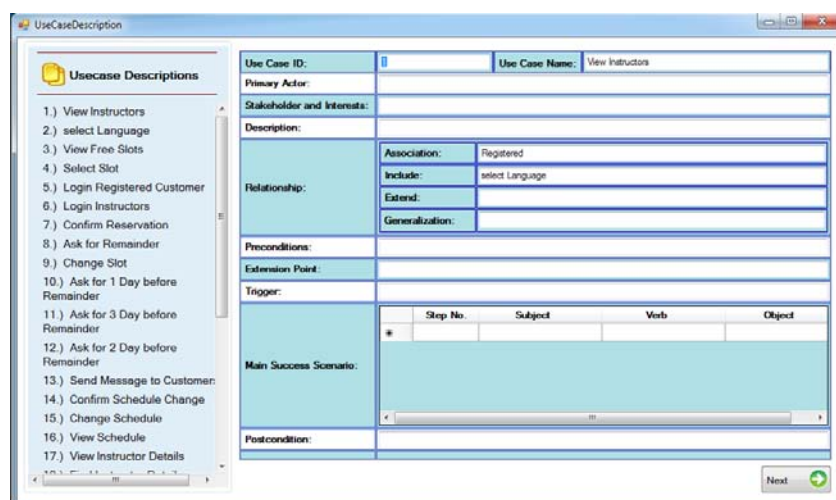 UseCaseDescription
Usecase Descriptions
1.) View Instructors
2.) select Language
3.) View Free Slots
4.) Select Slot
5.) Login Registered Customer
6.) Login Instructors
7.) Confirm Reservation
8.) Ask for Remainder
9.) Change Slot
10.) Ask for 1 Day before
Remainder
11.) Ask for 3 Day before
Remainder
12.) Ask for 2 Day before
Remainder
13.) Send Message to Customer
14.) Confirm Schedule Change
15.) Change Schedule
16.) View Schedule
17.) View Instructor Details
Use Case ID: 1 Use Case Name: View Instructors
Primary Actor:
Stakeholder and Interests:
Description:
Relationship:
Association: Registered
Include: select Language
Extend:
Generalization:
Preconditions:
Extension Point:
Trigger:
Main Success Scenario:
Step No. Subject Verb Object
Postcondition:
Next